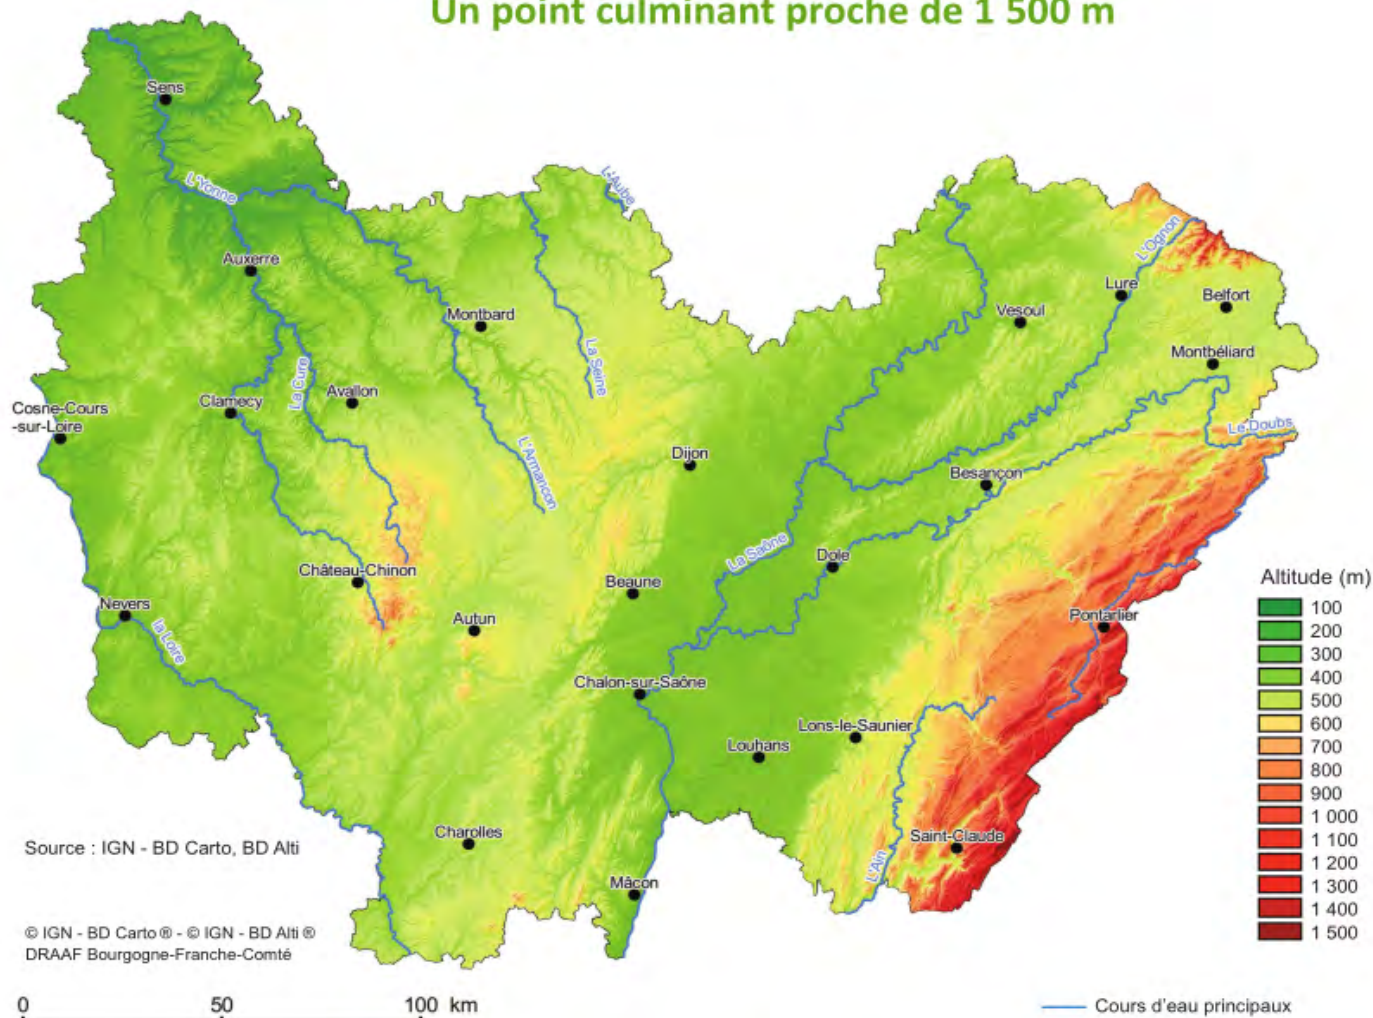 Un point culminant proche de 1 500 m
Sens
L'Yonne
L'Aube
Auxerre
L'Ognon
Lure
Belfort
Vesoul
Montbard
Montbéliard
La Seine
La Cure
Avallon
Clamecy
Cosne-Cours
-sur-Loire
Le Doubs
Dijon
L'Armancon
Besançon
La Saône
Dole
Château-Chinon
Beaune
Altitude (m)
100
200
300
400
500
600
700
800
900
1 000
1 100
1 200
1 300
1 400
1 500
Nevers
la Loire
Autun
Pontarlier
Chalon-sur-Saône
Lons-le-Saunier
Louhans
Charolles
Saint-Claude
L'Ain
Mâcon
Source : IGN - BD Carto, BD Alti
© IGN - BD Carto ® - © IGN - BD Alti ®
DRAAF Bourgogne-Franche-Comté
0 50 100 km
Cours d'eau principaux